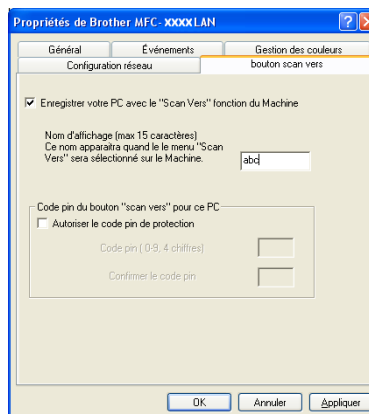 Propriétés de Brother MFC-XXXX LAN
Général Événements Gestion des couleurs
Configuration réseau bouton scan vers
Enregistrer votre PC avec le "Scan Vers" fonction du Machine
Nom d'affichage (max 15 caractères)
Ce nom apparaitra quand le le menu "Scan
Vers" sera sélectionné sur le Machine.
abc
Code pin du bouton "scan vers" pour ce PC
Autoriser le code pin de protection
Code pin ( 0-9, 4 chiffres)
Confirmer le code pin
OK Annuler Appliquer